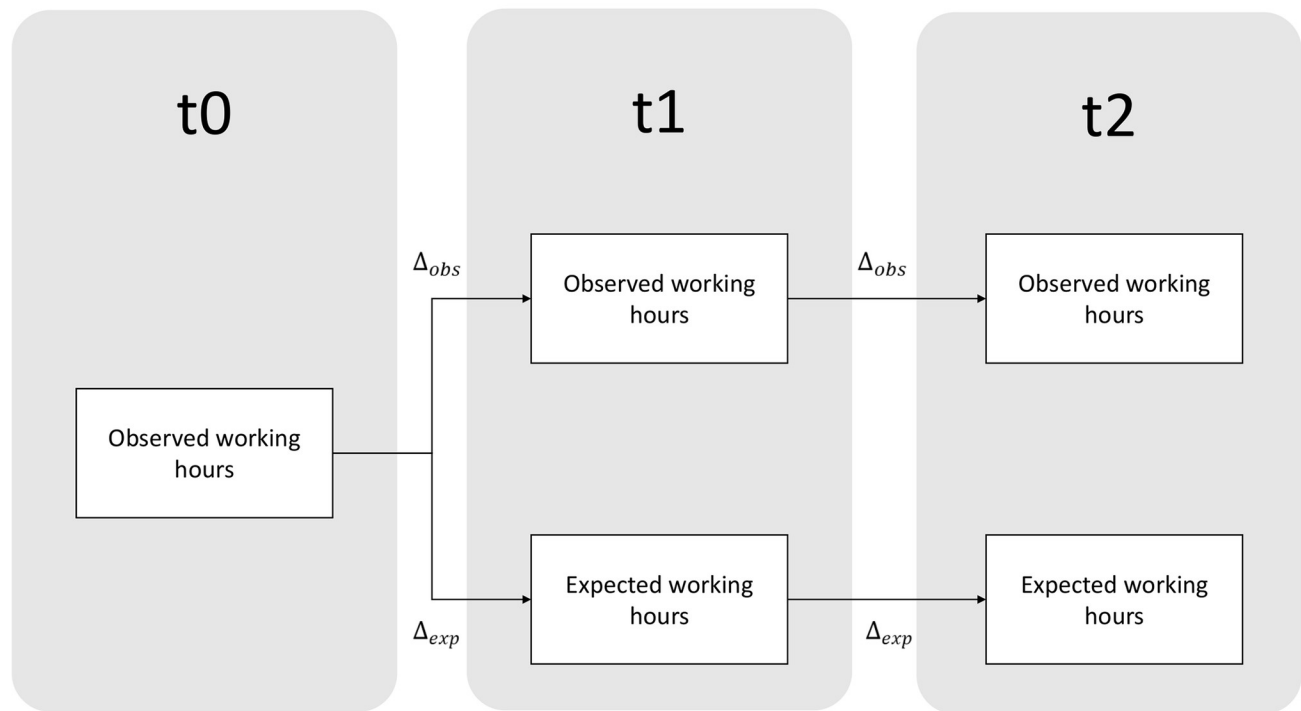 t0
t1
t2
Δobs
Δobs
Observed working
hours
Observed working
hours
Observed working
hours
Expected working
hours
Expected working
hours
Δexp
Δexp